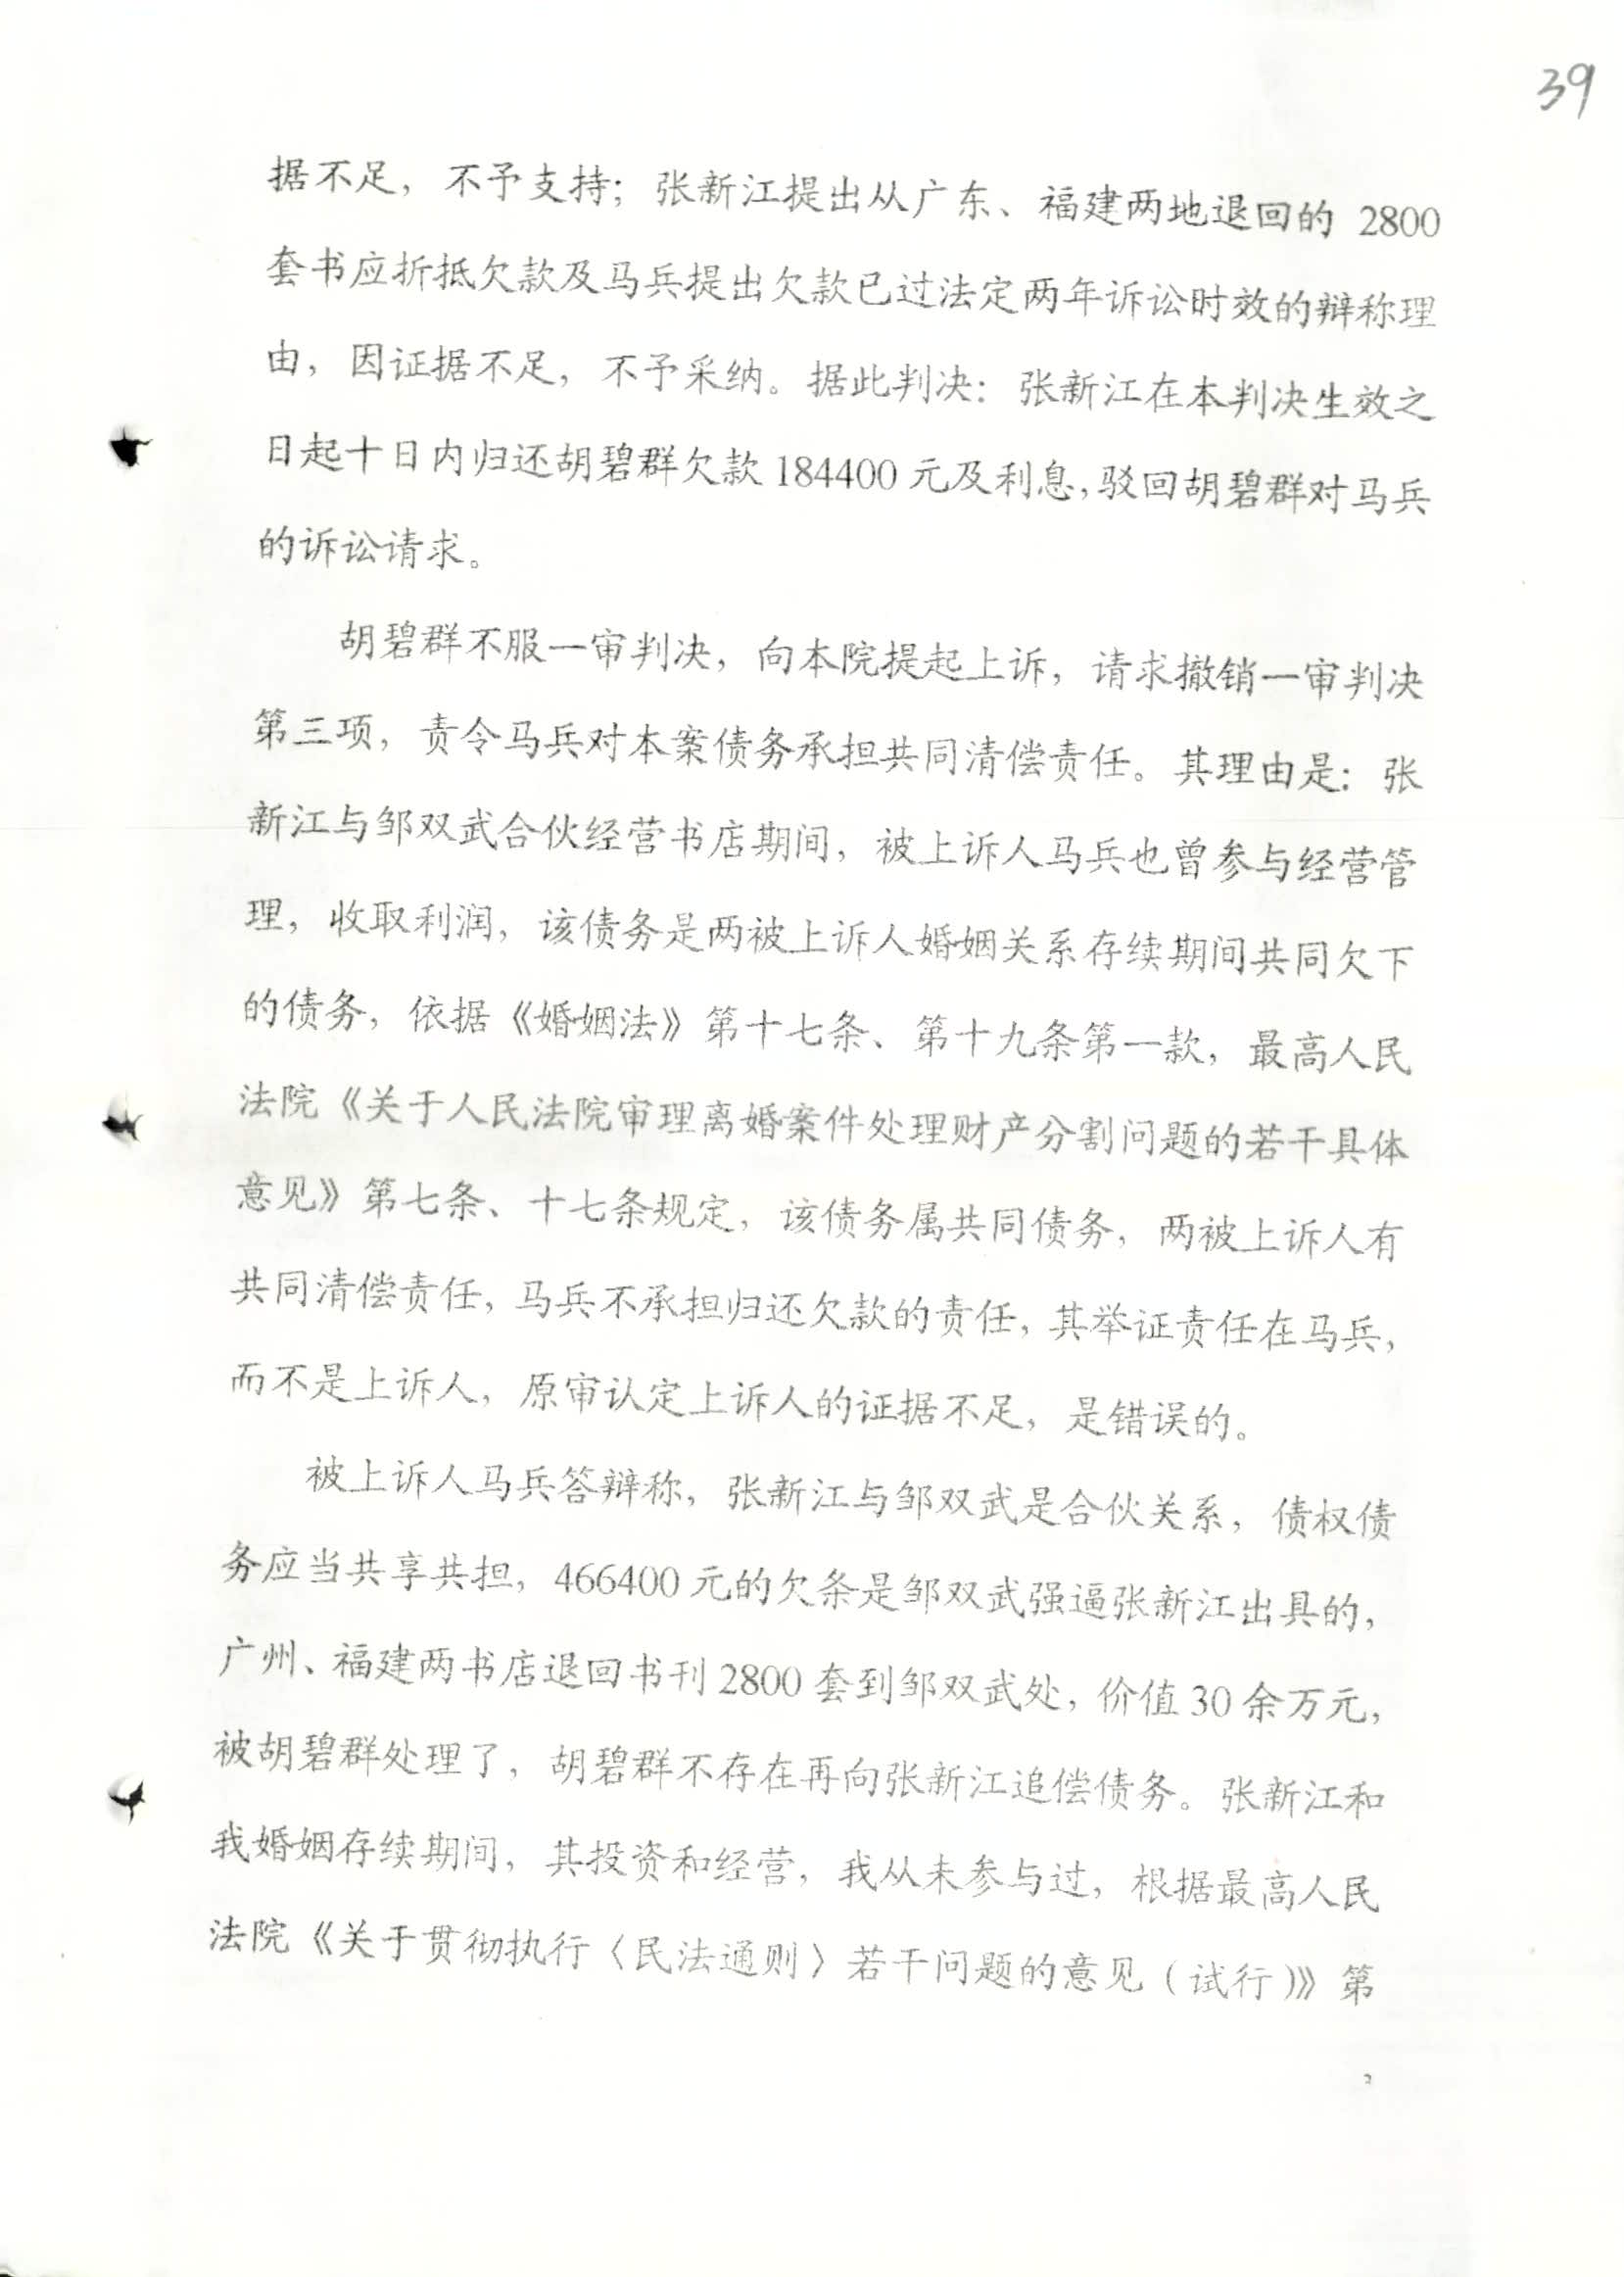 39
据不足，不予支持；张新江提出从广东、福建两地退回的 2800
套书应折抵欠款及马兵提出欠款已过法定两年诉讼时效的辩称理
由，因证据不足，不予采纳。据此判决：张新江在本判决生效之
日起十日内归还胡碧群欠款 184400 元及利息，驳回胡碧群对马兵
的诉讼请求。
胡碧群不服一审判决，向本院提起上诉，请求撤销一审判决
第三项，责令马兵对本案债务承担共同清偿责任。其理由是：张
新江与邹双武合伙经营书店期间，被上诉人马兵也曾参与经营管
理，收取利润，该债务是两被上诉人婚姻关系存续期间共同欠下
的债务，依据《婚姻法》第十七条、第十九条第一款，最高人民
法院《关于人民法院审理离婚案件处理财产分割问题的若干具体
意见》第七条、十七条规定，该债务属共同债务，两被上诉人有
共同清偿责任，马兵不承担归还欠款的责任，其举证责任在马兵，
而不是上诉人，原审认定上诉人的证据不足，是错误的。
被上诉人马兵答辩称，张新江与邹双武是合伙关系，债权债
务应当共享共担，466400 元的欠条是邹双武强逼张新江出具的，
广州、福建两书店退回书刊 2800 套到邹双武处，价值 30 余万元，
被胡碧群处理了，胡碧群不存在再向张新江追偿债务。张新江和
我婚姻存续期间，其投资和经营，我从未参与过，根据最高人民
法院《关于贯彻执行〈民法通则〉若干问题的意见（试行）》第